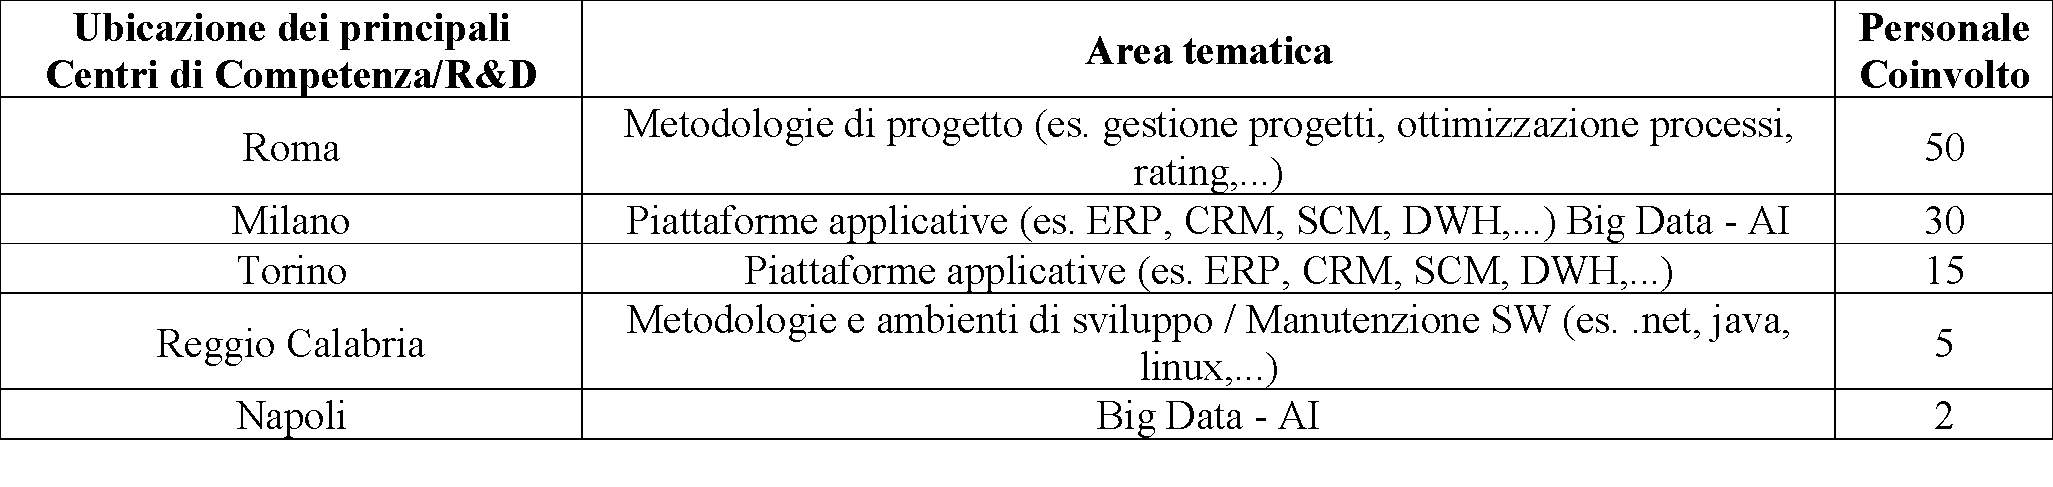 Ubicazione dei principali
Centri di Competenza/R&D
Area tematica
Personale
Coinvolto
Roma
Metodologie di progetto (es. gestione progetti, ottimizzazione processi,
rating,...)
50
Milano
Piattaforme applicative (es. ERP, CRM, SCM, DWH,...) Big Data - AI
30
Torino
Piattaforme applicative (es. ERP, CRM, SCM, DWH,...)
15
Reggio Calabria
Metodologie e ambienti di sviluppo / Manutenzione SW (es. .net, java,
linux,...)
5
Napoli
Big Data - AI
2